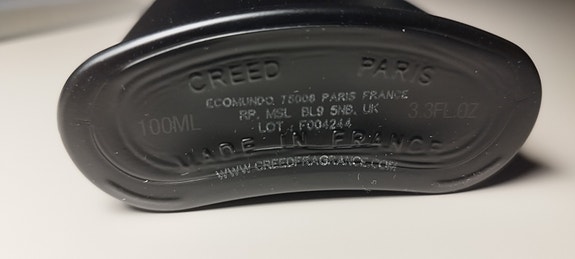 CREED PARIS
ECOMUNDO, 75008 PARIS FRANCE
RP, MSL BL9 5NB, UK
100ML
3.3FL.OZ
LOT : F004244
MADE IN FRANCE
WWW.CREEDFRAGRANCE.COM